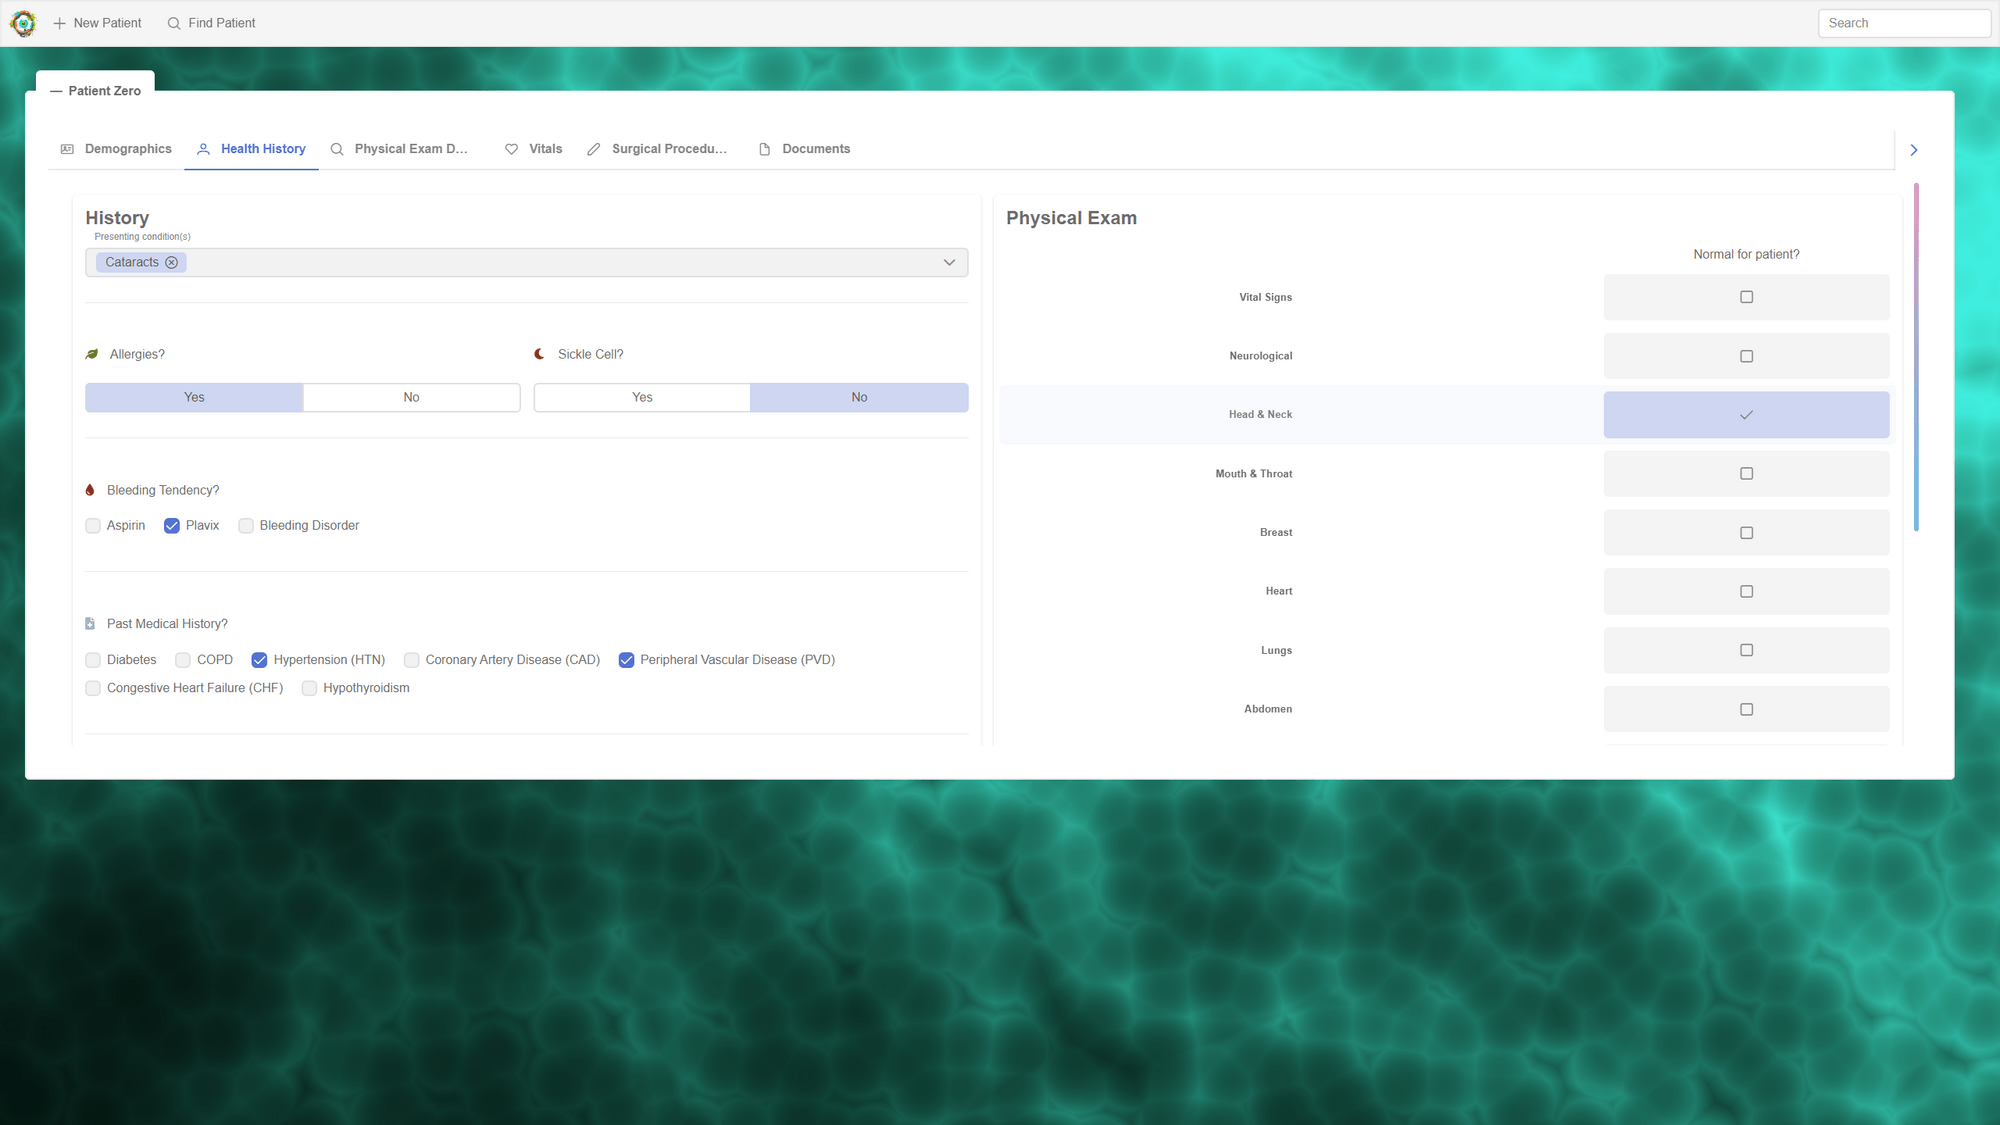 New Patient Find Patient Search
Patient Zero
Demographics Health History Physical Exam D... Vitals Surgical Procedu... Documents
History
Presenting condition(s)
Cataracts
Allergies? Sickle Cell?
Yes No Yes No
Bleeding Tendency?
Aspirin Plavix Bleeding Disorder
Past Medical History?
Diabetes COPD Hypertension (HTN) Coronary Artery Disease (CAD) Peripheral Vascular Disease (PVD)
Congestive Heart Failure (CHF) Hypothyroidism
Physical Exam
Normal for patient?
Vital Signs
Neurological
Head & Neck
Mouth & Throat
Breast
Heart
Lungs
Abdomen